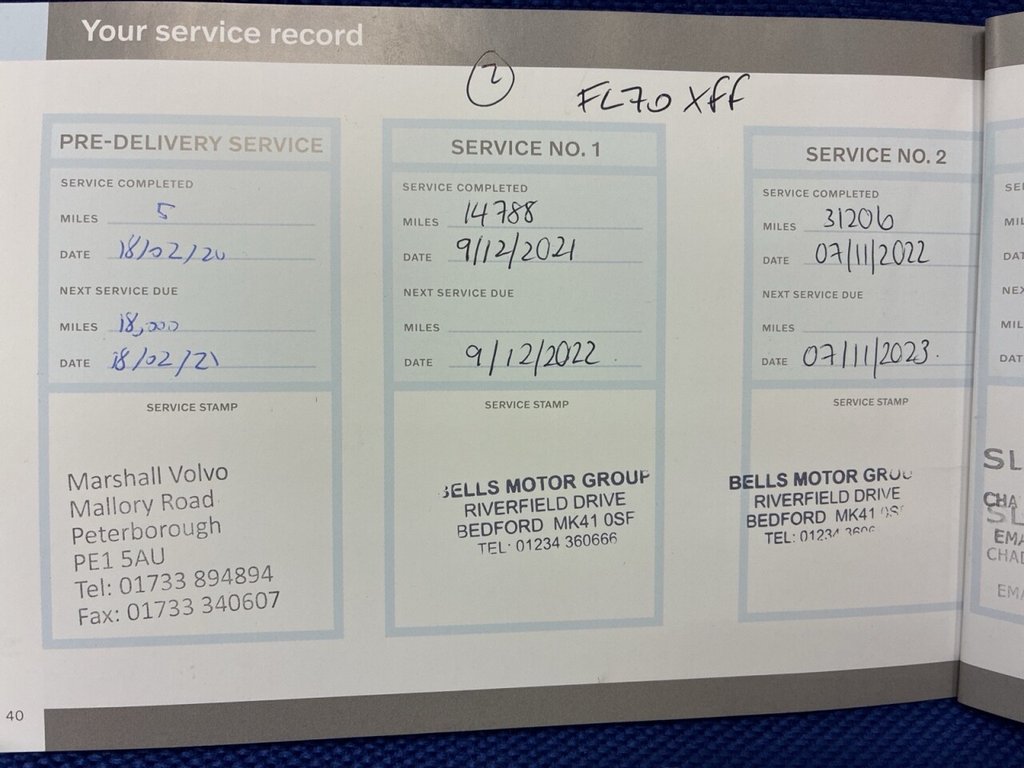 Your service record
2
FL70 XFF
PRE-DELIVERY SERVICE
SERVICE COMPLETED
MILES 5
DATE 18/02/20
NEXT SERVICE DUE
MILES 18,000
DATE 18/02/21
SERVICE STAMP
Marshall Volvo
Mallory Road
Peterborough
PE1 5AU
Tel: 01733 894894
Fax: 01733 340607
SERVICE NO. 1
SERVICE COMPLETED
MILES 14788
DATE 9/12/2021
NEXT SERVICE DUE
MILES
DATE 9/12/2022
SERVICE STAMP
BELLS MOTOR GROUP
RIVERFIELD DRIVE
BEDFORD MK41 0SF
TEL: 01234 360666
SERVICE NO. 2
SERVICE COMPLETED
MILES 31206
DATE 07/11/2022
NEXT SERVICE DUE
MILES
DATE 07/11/2023.
SERVICE STAMP
BELLS MOTOR GROU
RIVERFIELD DRIVE
BEDFORD MK41 0SF
TEL: 01234
40